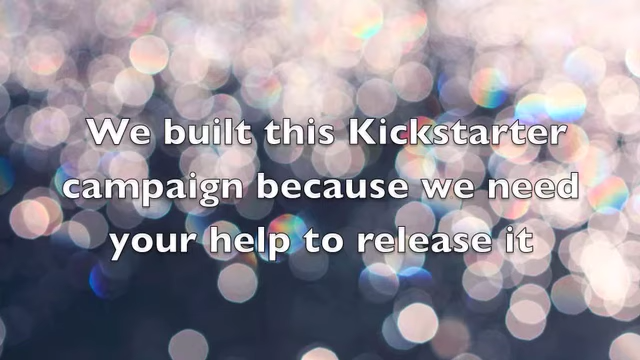 We built this Kickstarter
campaign because we need
your help to release it